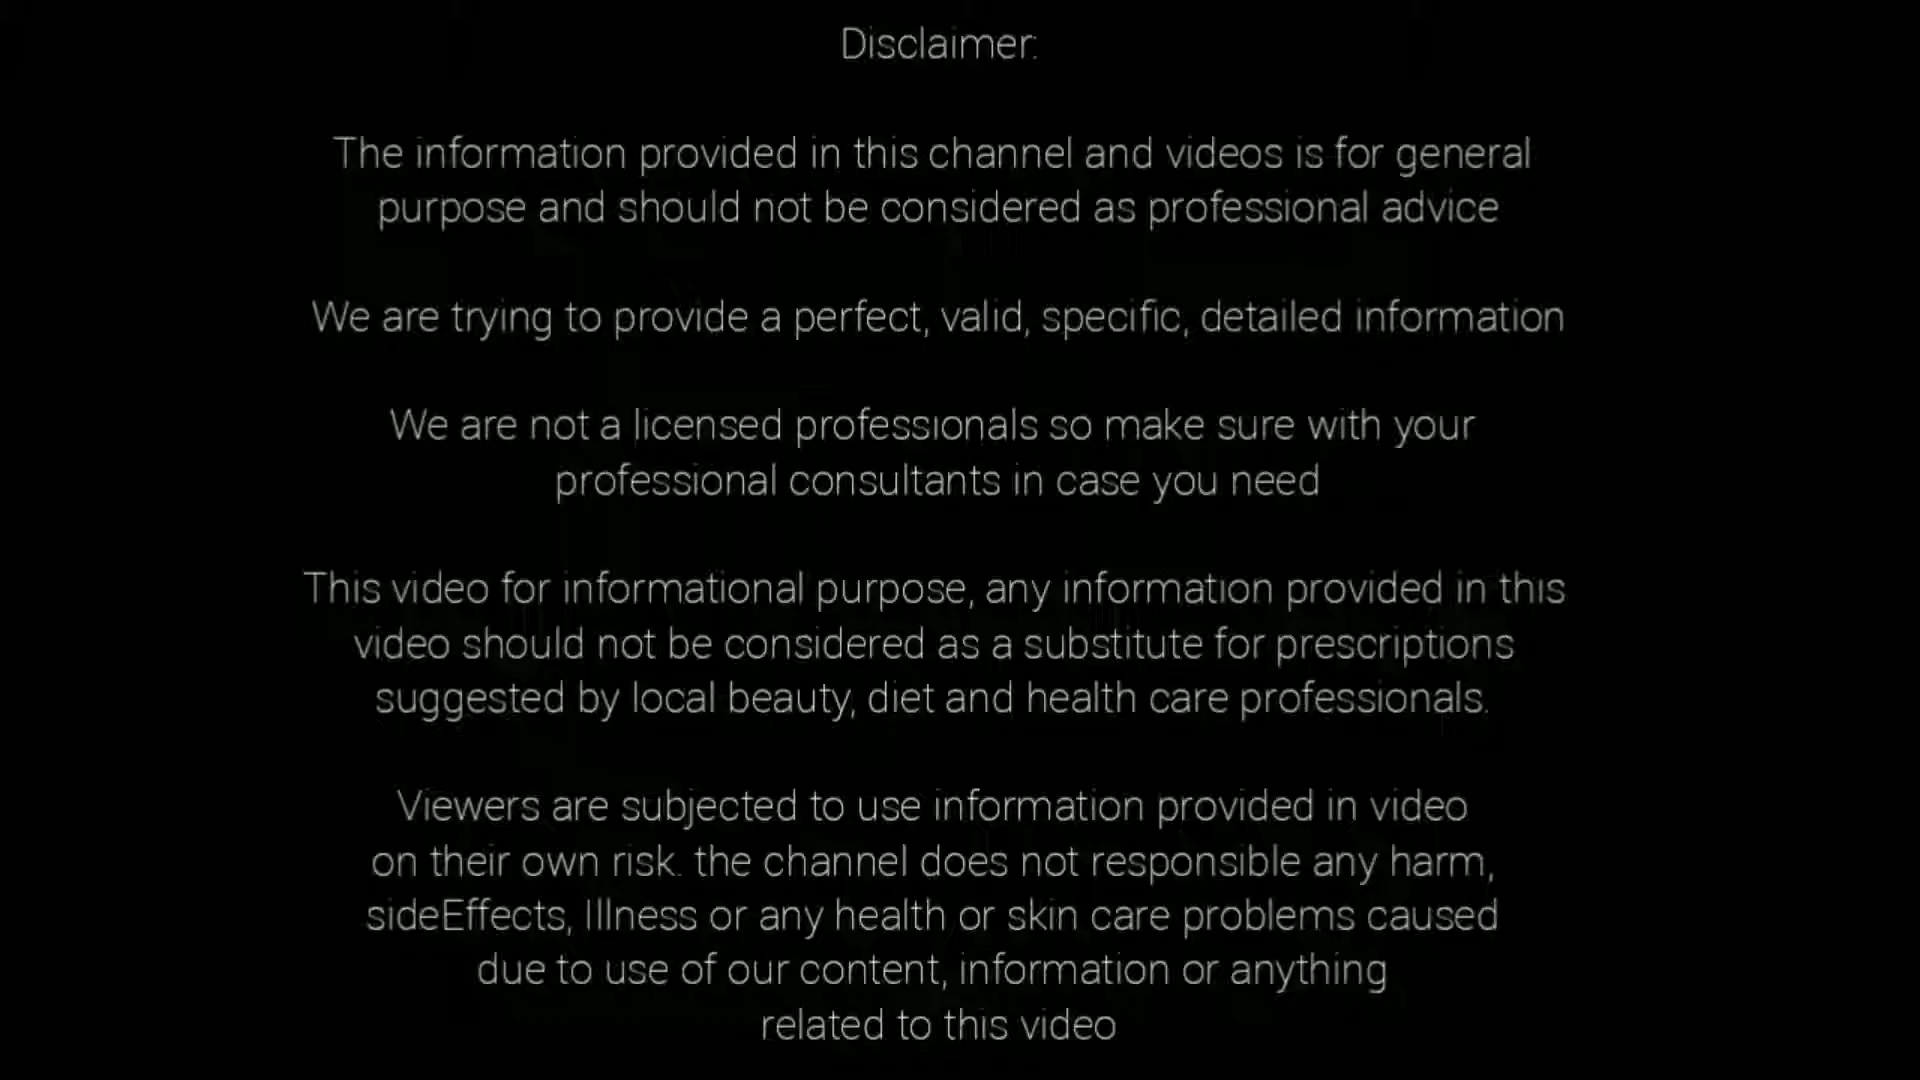 Disclaimer:
The information provided in this channel and videos is for general
purpose and should not be considered as professional advice
We are trying to provide a perfect, valid, specific, detailed information
We are not a licensed professionals so make sure with your
professional consultants in case you need
This video for informational purpose, any information provided in this
video should not be considered as a substitute for prescriptions
suggested by local beauty, diet and health care professionals.
Viewers are subjected to use information provided in video
on their own risk. the channel does not responsible any harm,
sideEffects, Illness or any health or skin care problems caused
due to use of our content, information or anything
related to this video